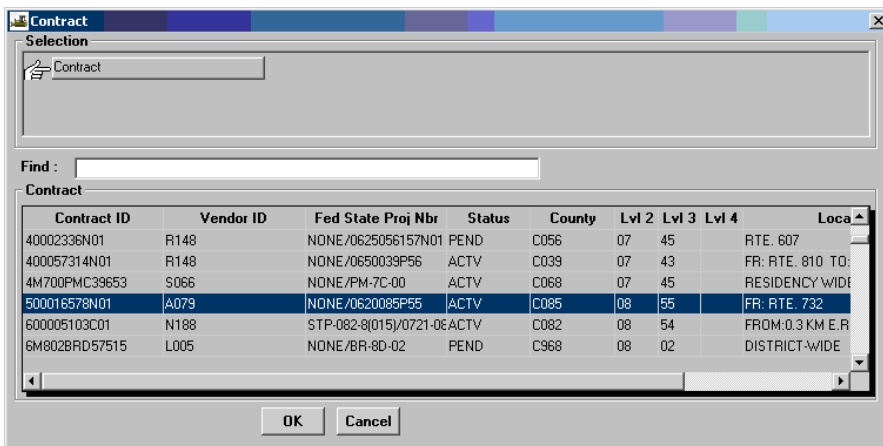 Contract
Selection
Contract
Find :
Contract
Contract ID Vendor ID Fed State Proj Nbr Status County Lvl 2 Lvl 3 Lvl 4 Loca
40002336N01 R148 NONE/0625056157N01 PEND C056 07 45 RTE. 607
400057314N01 R148 NONE/0650039P56 ACTV C039 07 43 FR: RTE. 810 TO:
4M700PMC39653 S066 NONE/PM-7C-00 ACTV C068 07 45 RESIDENCY WIDE
500016578N01 A079 NONE/0620085P55 ACTV C085 08 55 FR: RTE. 732
600005103C01 N188 STP-082-8(015)/0721-08 ACTV C082 08 54 FROM:0.3 KM E.R
6M802BRD57515 L005 NONE/BR-8D-02 PEND C968 08 02 DISTRICT-WIDE
OK Cancel